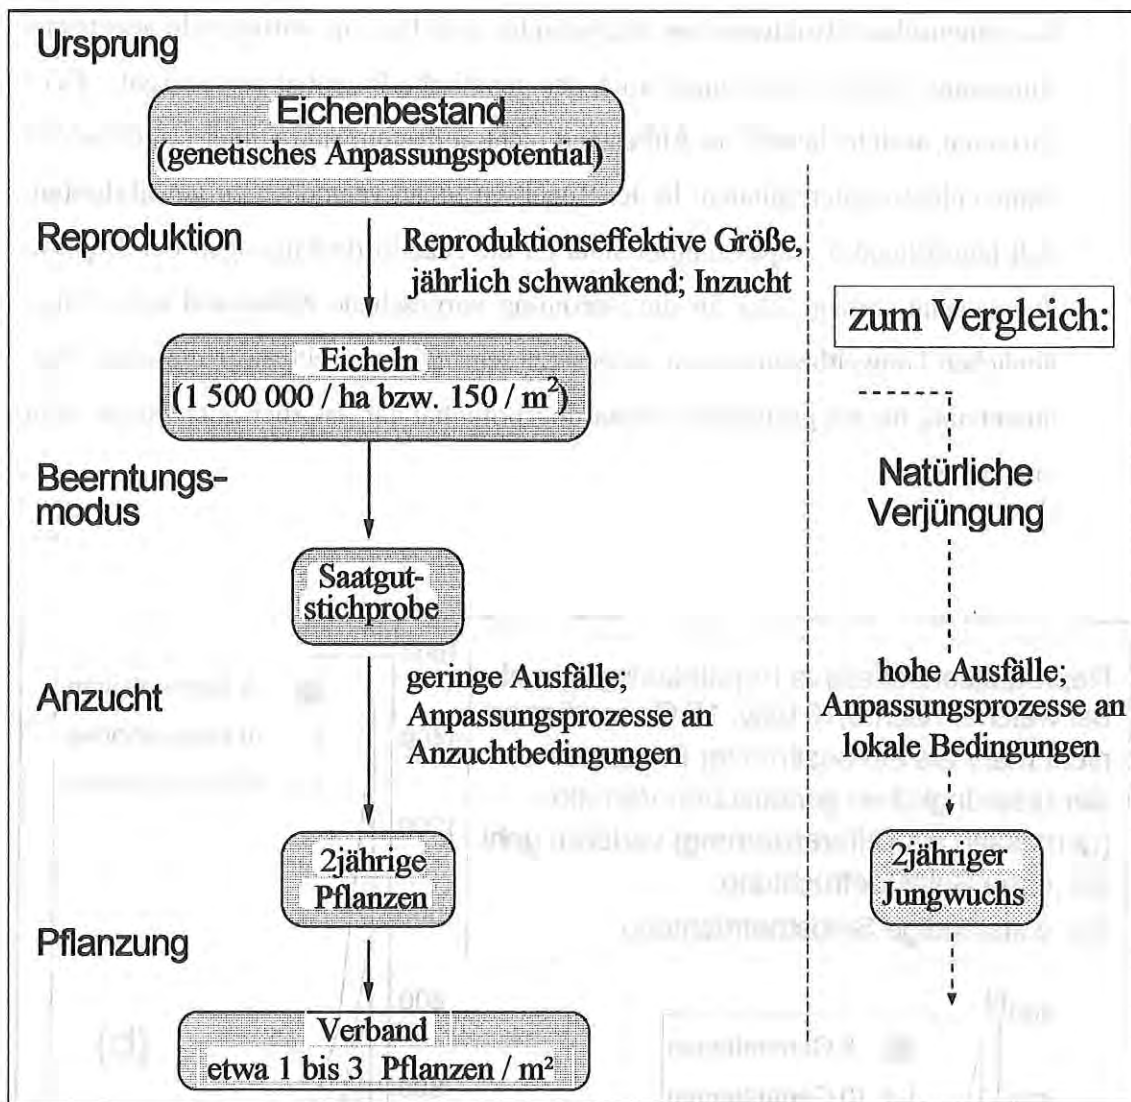 Ursprung
Eichenbestand
(genetisches Anpassungspotential)
Reproduktion
Reproduktionseffektive Größe,
jährlich schwankend; Inzucht
Eicheln
(1 500 000 / ha bzw. 150 / m²)
Beerntungs-
modus
Saatgut-
stichprobe
Anzucht
geringe Ausfälle;
Anpassungsprozesse an
Anzuchtbedingungen
2jährige
Pflanzen
Pflanzung
Verband
etwa 1 bis 3 Pflanzen / m²
zum Vergleich:
Natürliche
Verjüngung
hohe Ausfälle;
Anpassungsprozesse an
lokale Bedingungen
2jähriger
Jungwuchs